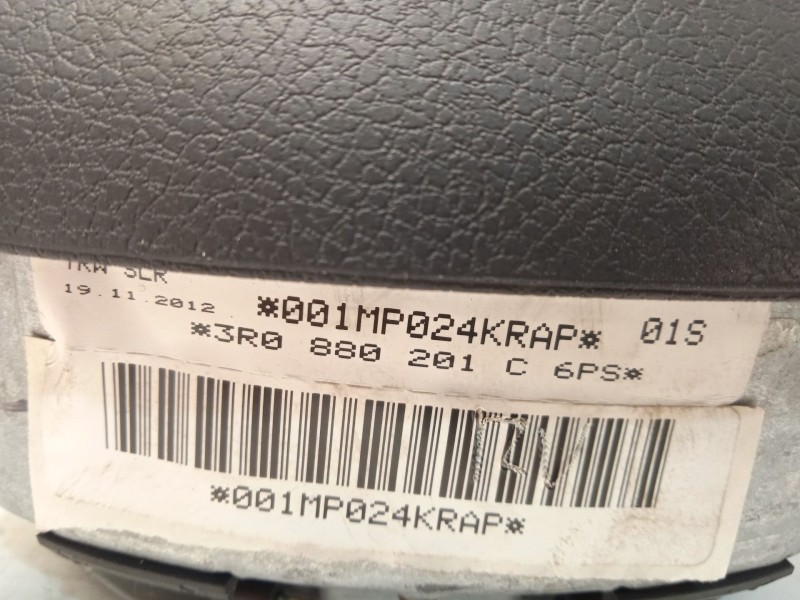 TRW SLR
19.11.2012 *001MP024KRAP* 01S
*3R0 880 201 C 6PS*
*001MP024KRAP*